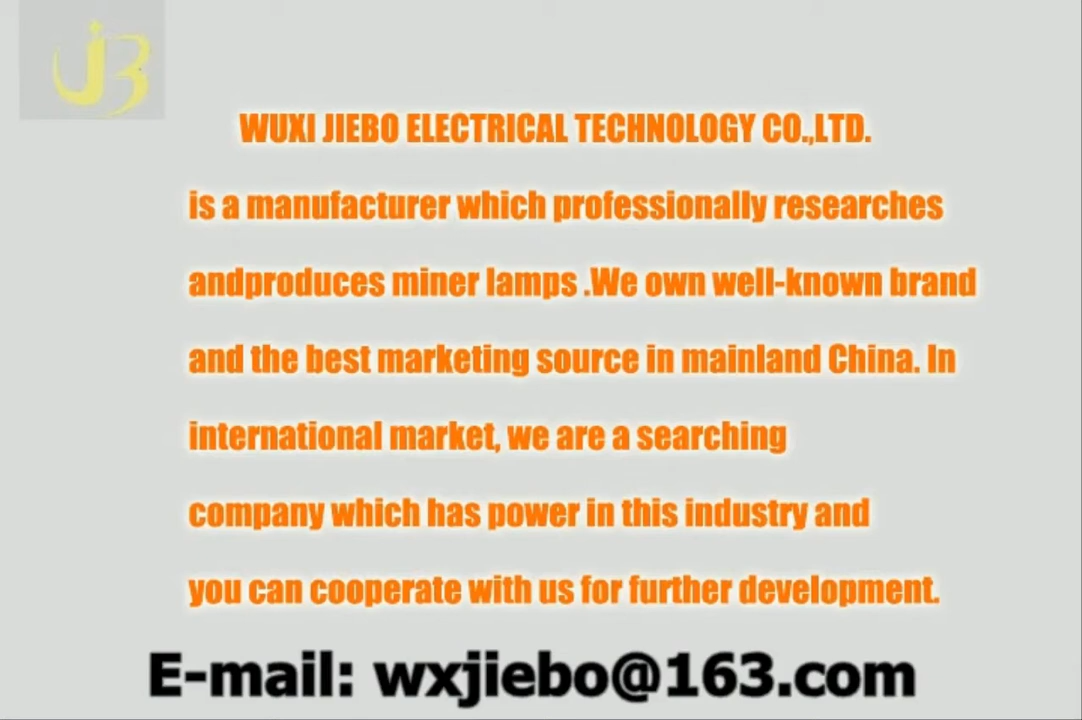 JB
WUXI JIEBO ELECTRICAL TECHNOLOGY CO.,LTD.
is a manufacturer which professionally researches
andproduces miner lamps .We own well-known brand
and the best marketing source in mainland China. In
international market, we are a searching
company which has power in this industry and
you can cooperate with us for further development.
E-mail: wxjiebo@163.com